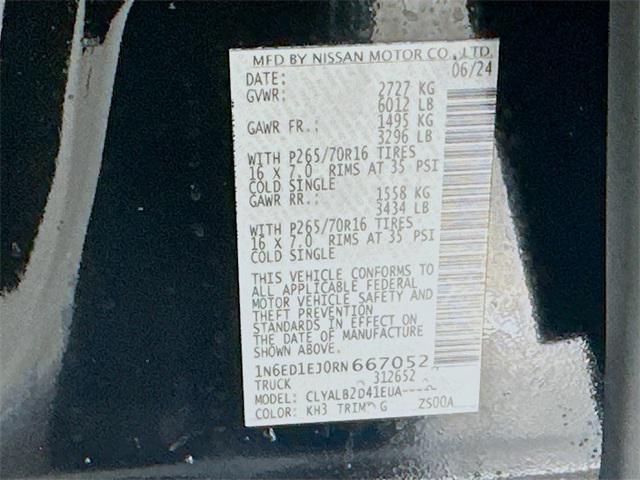 MFD BY NISSAN MOTOR CO., LTD.
DATE: 06/24
GVWR: 2727 KG
6012 LB
GAWR FR.: 1495 KG
3296 LB
WITH P265/70R16 TIRES
16 X 7.0 RIMS AT 35 PSI
COLD SINGLE
GAWR RR.: 1558 KG
3434 LB
WITH P265/70R16 TIRES
16 X 7.0 RIMS AT 35 PSI
COLD SINGLE
THIS VEHICLE CONFORMS TO
ALL APPLICABLE FEDERAL
MOTOR VEHICLE SAFETY AND
THEFT PREVENTION
STANDARDS IN EFFECT ON
THE DATE OF MANUFACTURE
SHOWN ABOVE.
1N6ED1EJ0RN667052
TRUCK 312652
MODEL: CLYALB2D41EUA-
COLOR: KH3 TRIM: G ZS00A